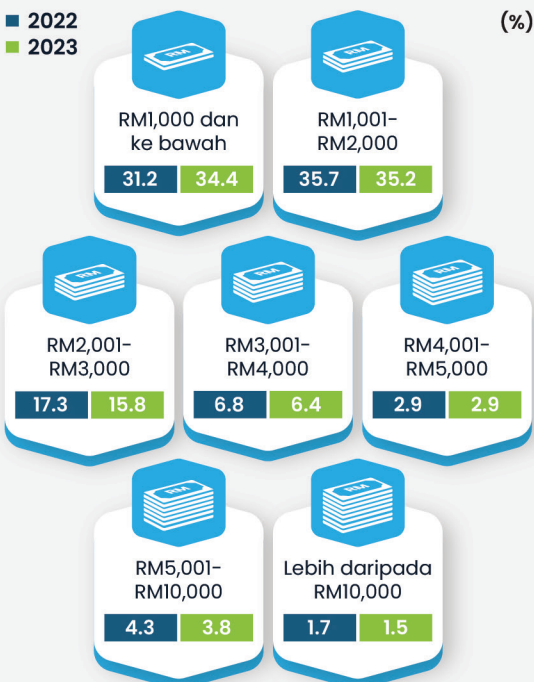 2022
(%)
2023
RM
RM1,000 dan
ke bawah
31.2 34.4
RM
RM1,001–
RM2,000
35.7 35.2
RM
RM2,001–
RM3,000
17.3 15.8
RM
RM3,001–
RM4,000
6.8 6.4
RM
RM4,001–
RM5,000
2.9 2.9
RM
RM5,001–
RM10,000
4.3 3.8
RM
Lebih daripada
RM10,000
1.7 1.5